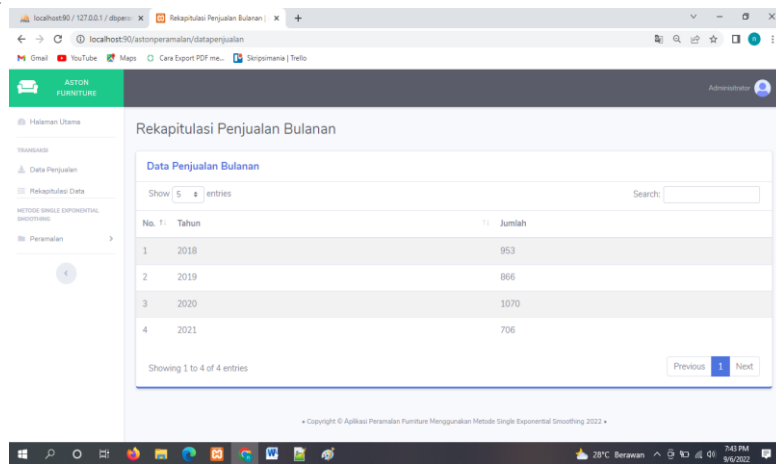 localhost:90 / 127.0.0.1 / dbpera
Rekapitulasi Penjualan Bulanan |
localhost:90/astonperamalan/datapenjualan
Gmail YouTube Maps Cara Export PDF me... Skripsimania | Trello
ASTON
FURNITURE
Administrator
Halaman Utama
TRANSAKSI
Data Penjualan
Rekapitulasi Data
METODE SINGLE EXPONENTIAL
SMOOTHING
Peramalan
Rekapitulasi Penjualan Bulanan
Data Penjualan Bulanan
Show 5 entries Search:
No. Tahun Jumlah
1 2018 953
2 2019 866
3 2020 1070
4 2021 706
Showing 1 to 4 of 4 entries
Previous 1 Next
Copyright © Aplikasi Peramalan Furniture Menggunakan Metode Single Exponential Smoothing 2022
28°C Berawan
7:43 PM
9/6/2022